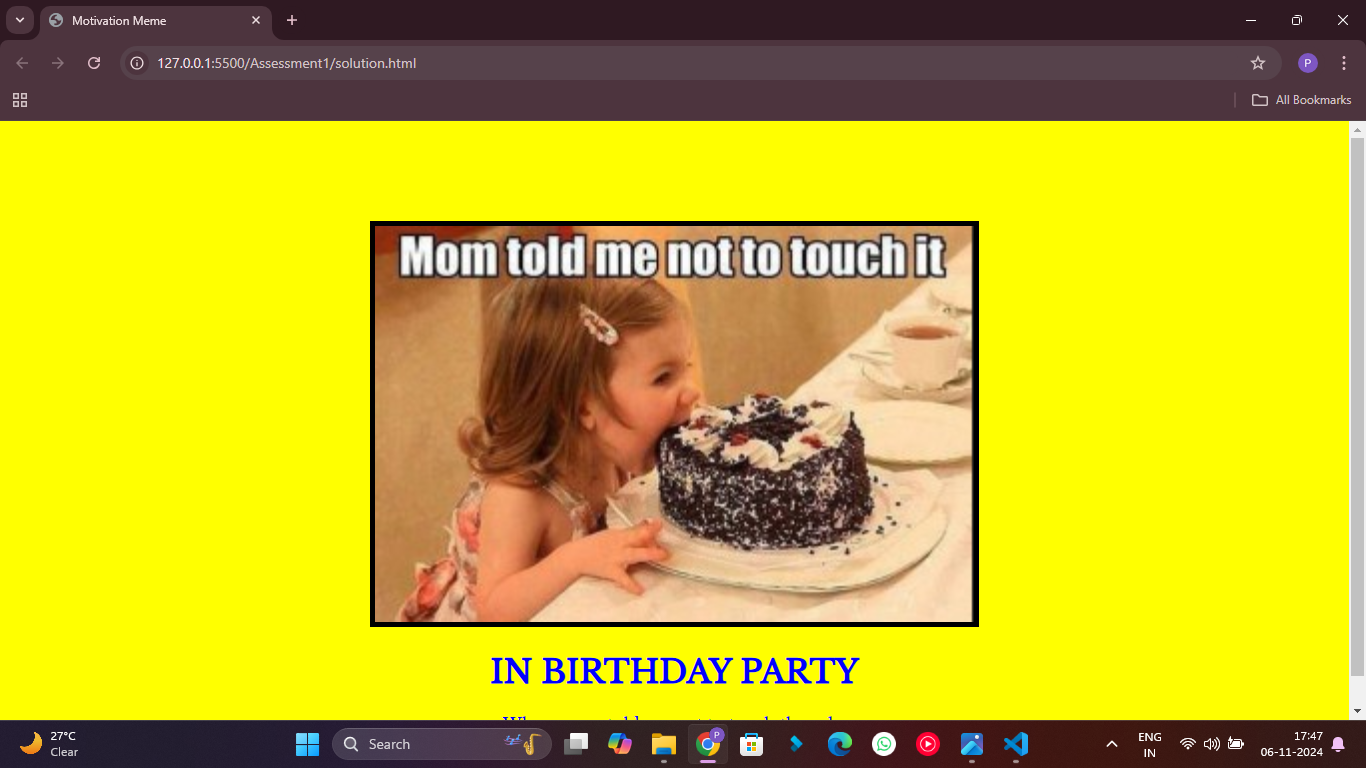 Motivation Meme
127.0.0.1:5500/Assessment1/solution.html
P
All Bookmarks
Mom told me not to touch it
IN BIRTHDAY PARTY
27°C
Clear
Search
P
ENG
IN
17:47
06-11-2024